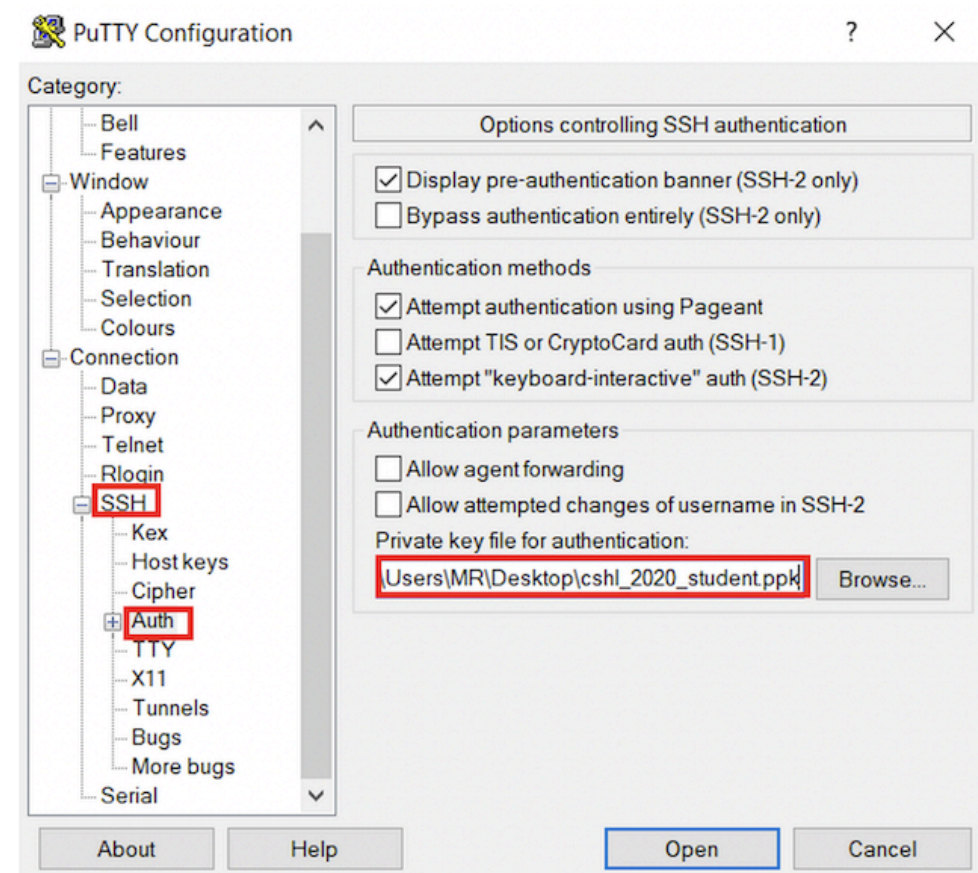 PuTTY Configuration
?
Category:
Bell
Features
Window
Appearance
Behaviour
Translation
Selection
Colours
Connection
Data
Proxy
Telnet
Rlogin
SSH
Kex
Host keys
Cipher
Auth
TTY
X11
Tunnels
Bugs
More bugs
Serial
Options controlling SSH authentication
Display pre-authentication banner (SSH-2 only)
Bypass authentication entirely (SSH-2 only)
Authentication methods
Attempt authentication using Pageant
Attempt TIS or CryptoCard auth (SSH-1)
Attempt "keyboard-interactive" auth (SSH-2)
Authentication parameters
Allow agent forwarding
Allow attempted changes of username in SSH-2
Private key file for authentication:
\Users\MR\Desktop\cshl_2020_student.ppk
Browse...
About
Help
Open
Cancel